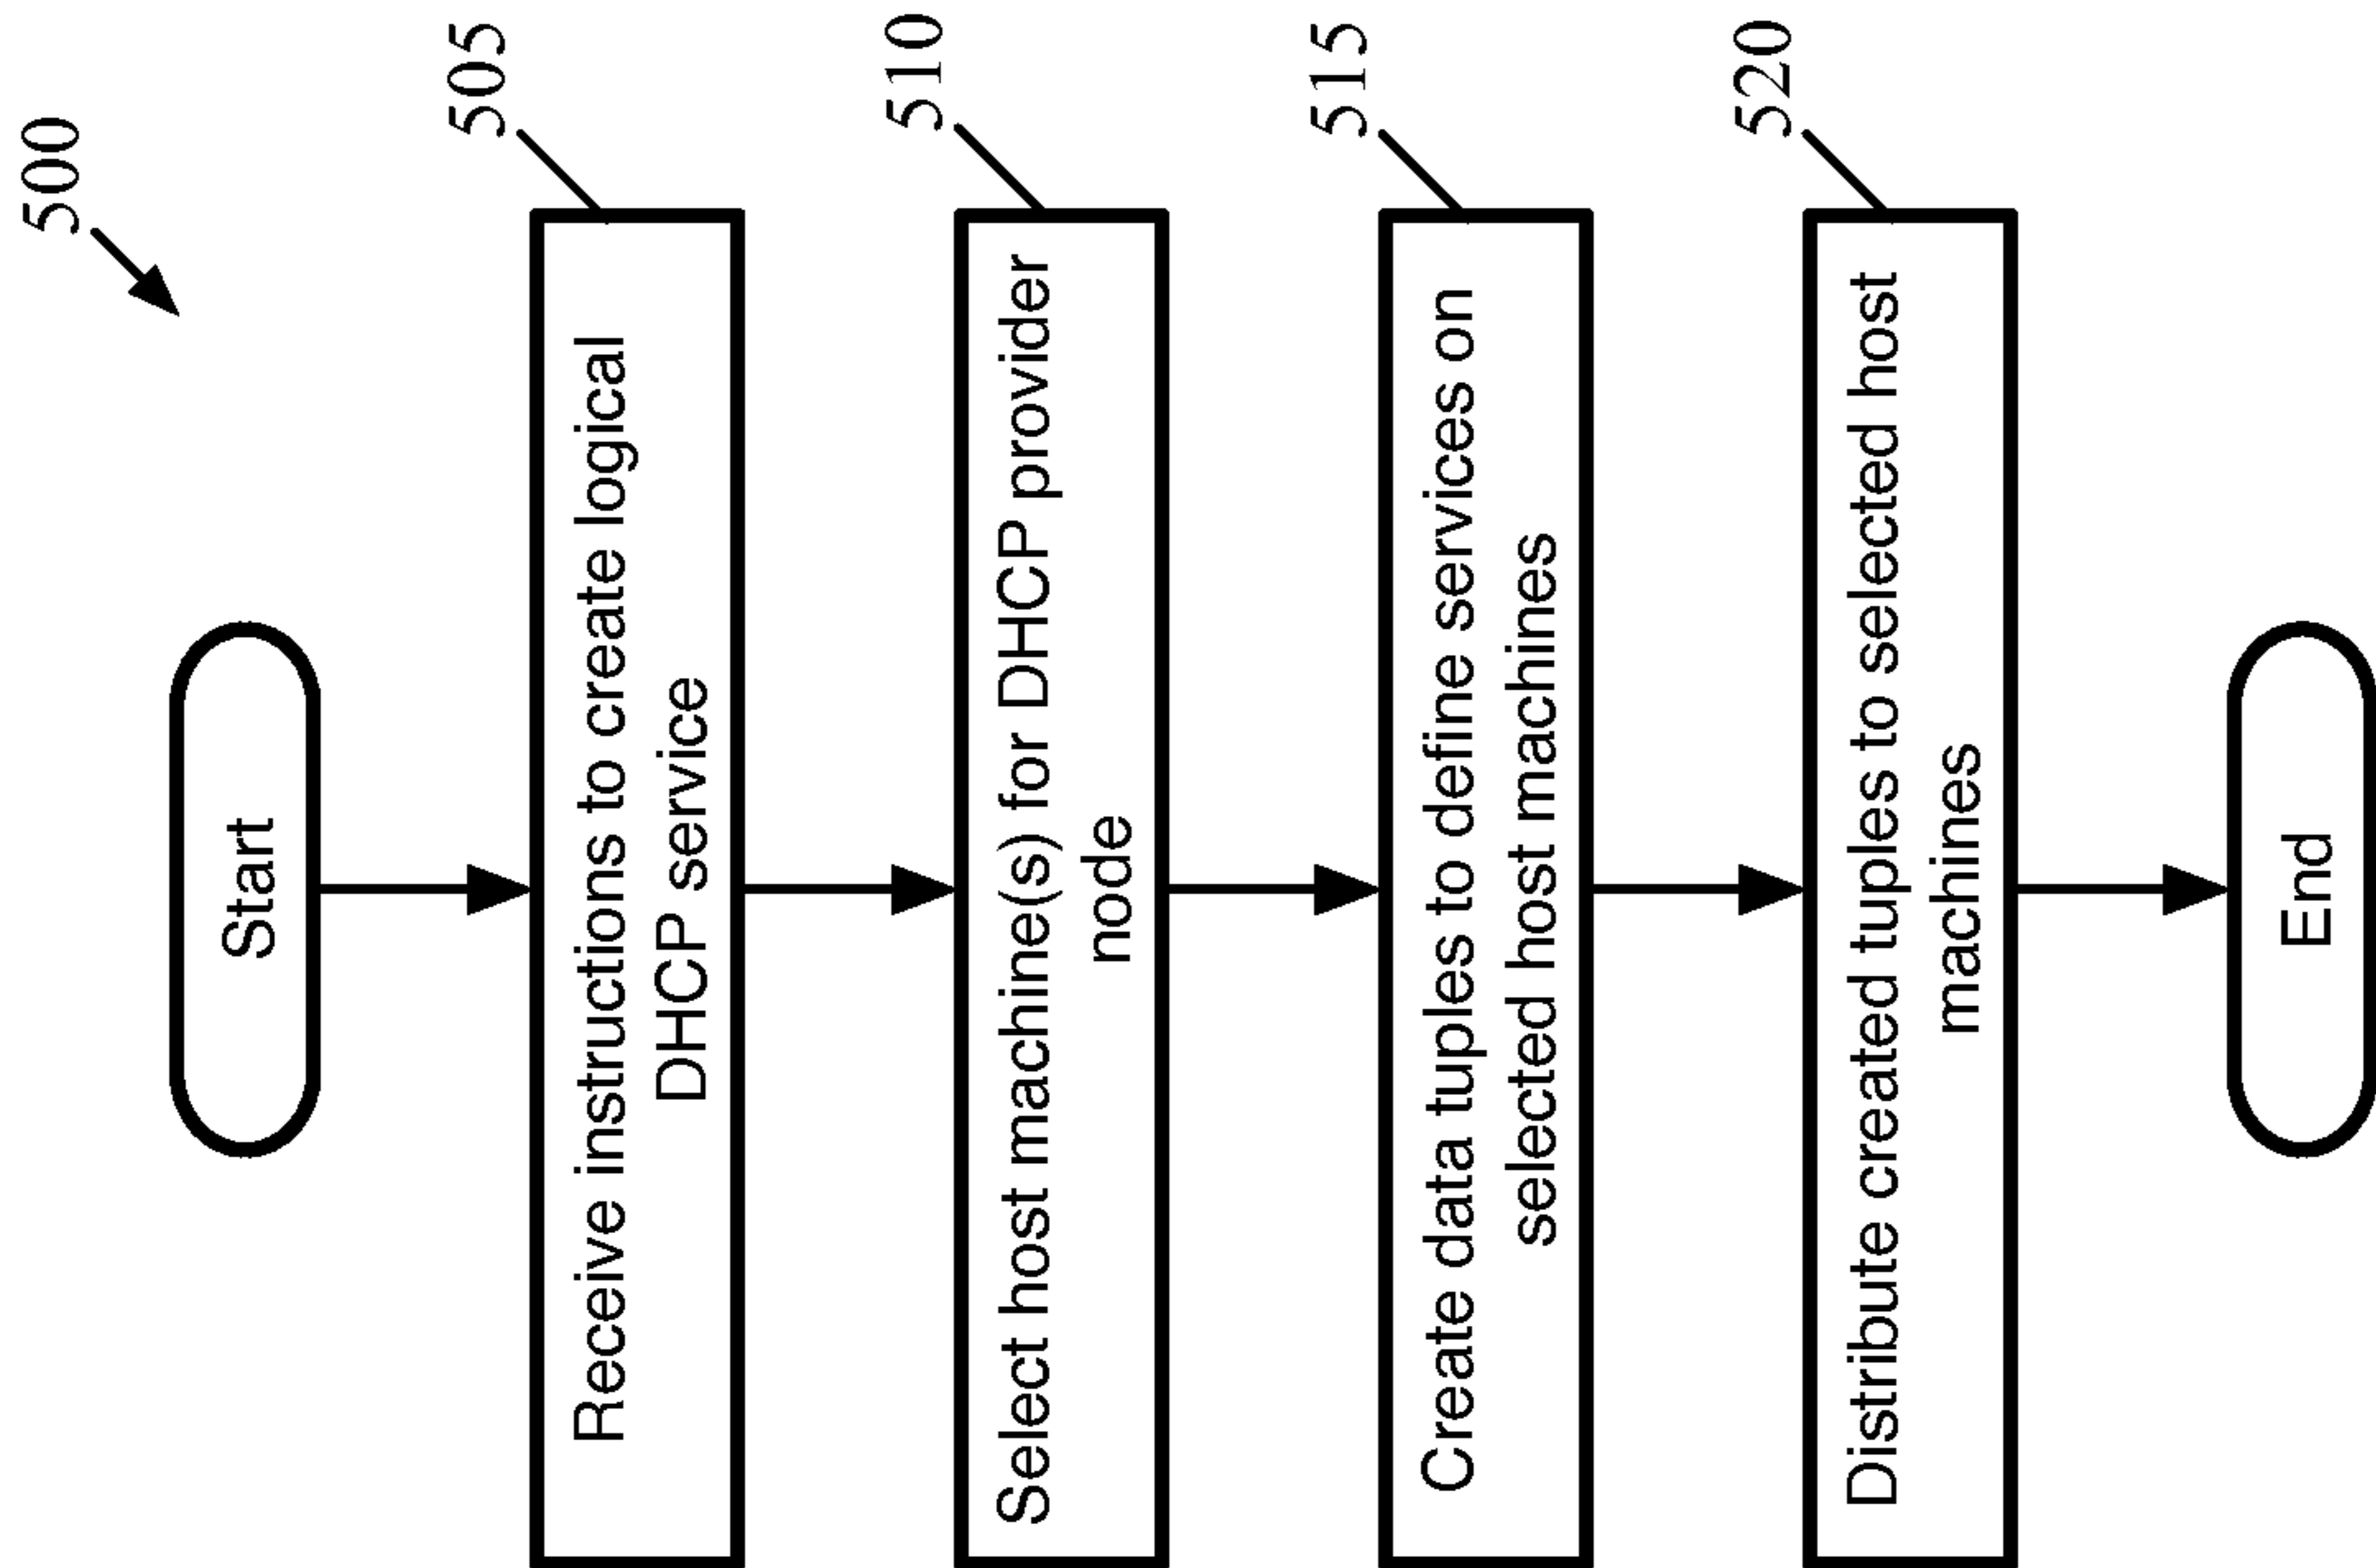 500
Start
505
Receive instructions to create logical
DHCP service
510
Select host machine(s) for DHCP provider
node
515
Create data tuples to define services on
selected host machines
520
Distribute created tuples to selected host
machines
End